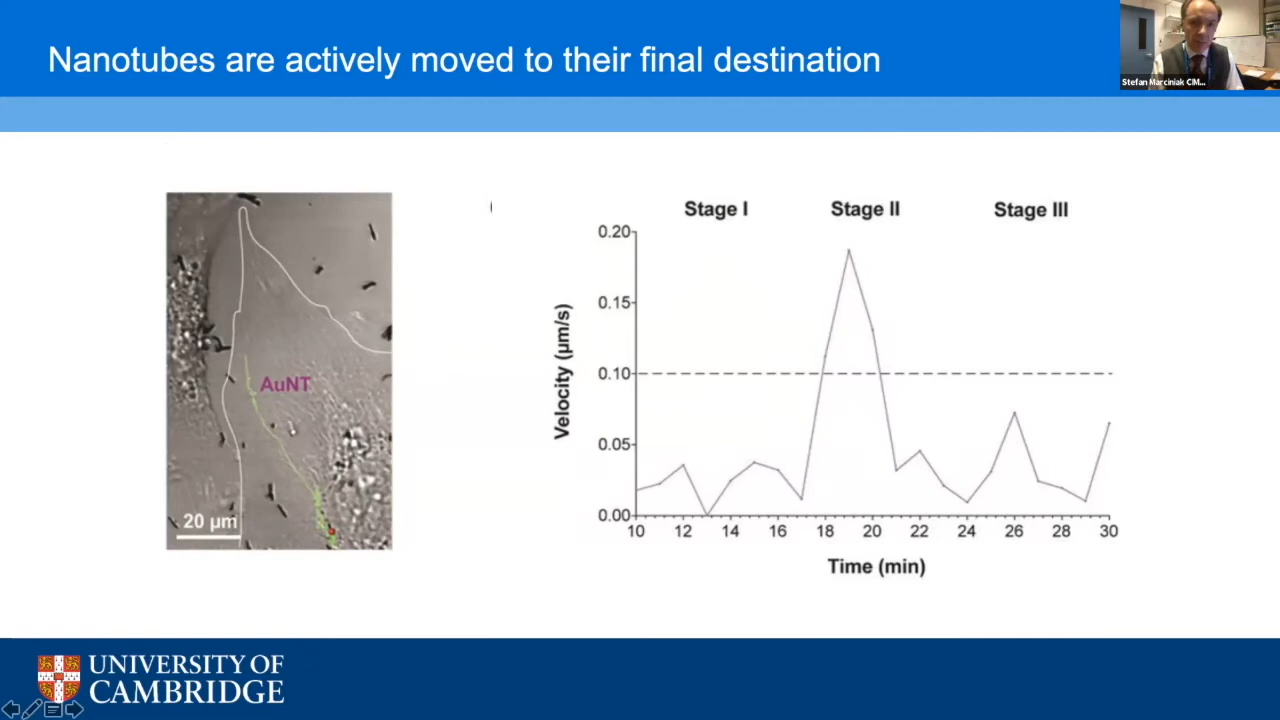 Nanotubes are actively moved to their final destination
Stefan Marciniak CIM...
AuNT
20 µm
(
Stage I
Stage II
Stage III
0.20
0.15
0.10
0.05
0.00
Velocity (µm/s)
10 12 14 16 18 20 22 24 26 28 30
Time (min)
UNIVERSITY OF
CAMBRIDGE